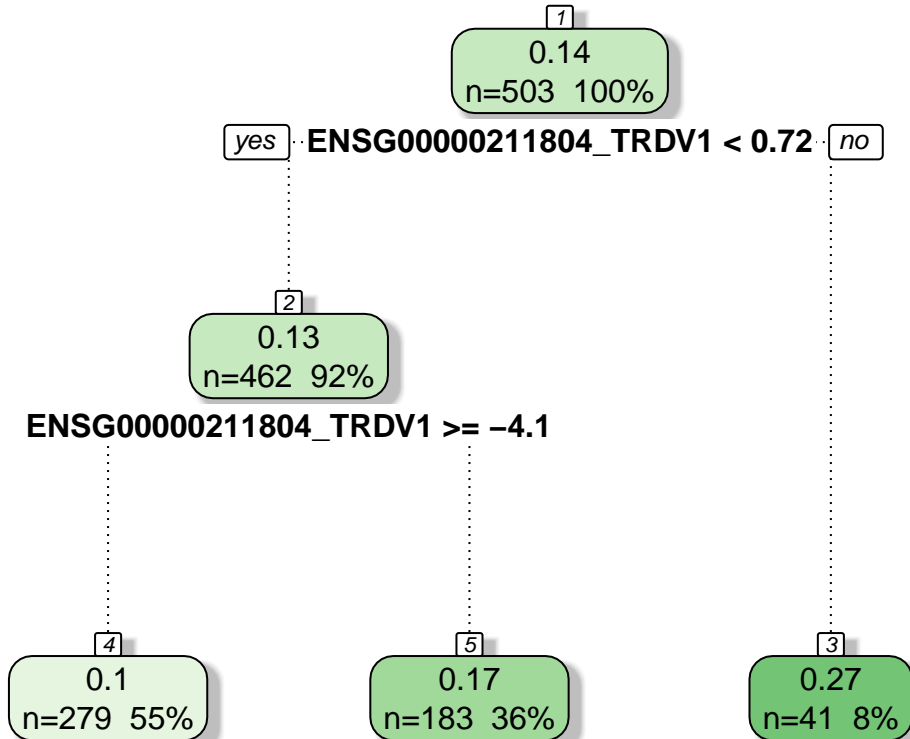 1
0.14
n=503 100%
yes ENSG00000211804_TRDV1 < 0.72 no
2
0.13
n=462 92%
ENSG00000211804_TRDV1 >= −4.1
4
0.1
n=279 55%
5
0.17
n=183 36%
3
0.27
n=41 8%